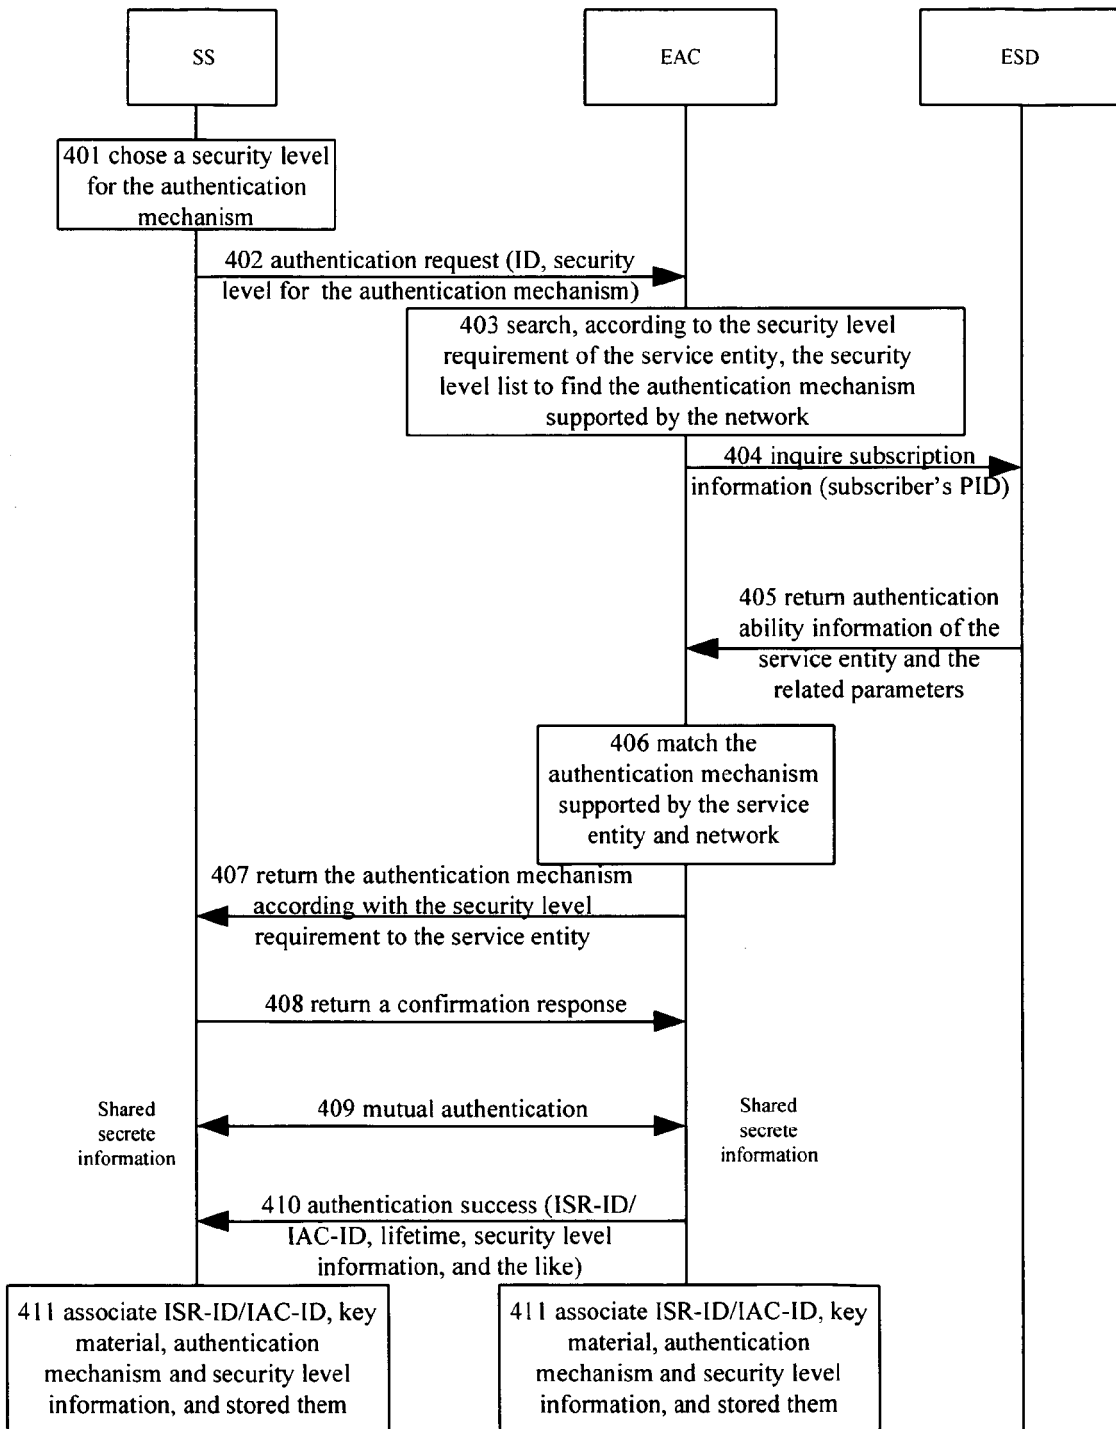 SS
EAC
ESD
401 chose a security level
for the authentication
mechanism
402 authentication request (ID, security
level for the authentication mechanism)
403 search, according to the security level
requirement of the service entity, the security
level list to find the authentication mechanism
supported by the network
404 inquire subscription
information (subscriber's PID)
405 return authentication
ability information of the
service entity and the
related parameters
406 match the
authentication mechanism
supported by the service
entity and network
407 return the authentication mechanism
according with the security level
requirement to the service entity
408 return a confirmation response
Shared
secrete
information
409 mutual authentication
Shared
secrete
information
410 authentication success (ISR-ID/
IAC-ID, lifetime, security level
information, and the like)
411 associate ISR-ID/IAC-ID, key
material, authentication
mechanism and security level
information, and stored them
411 associate ISR-ID/IAC-ID, key
material, authentication
mechanism and security level
information, and stored them